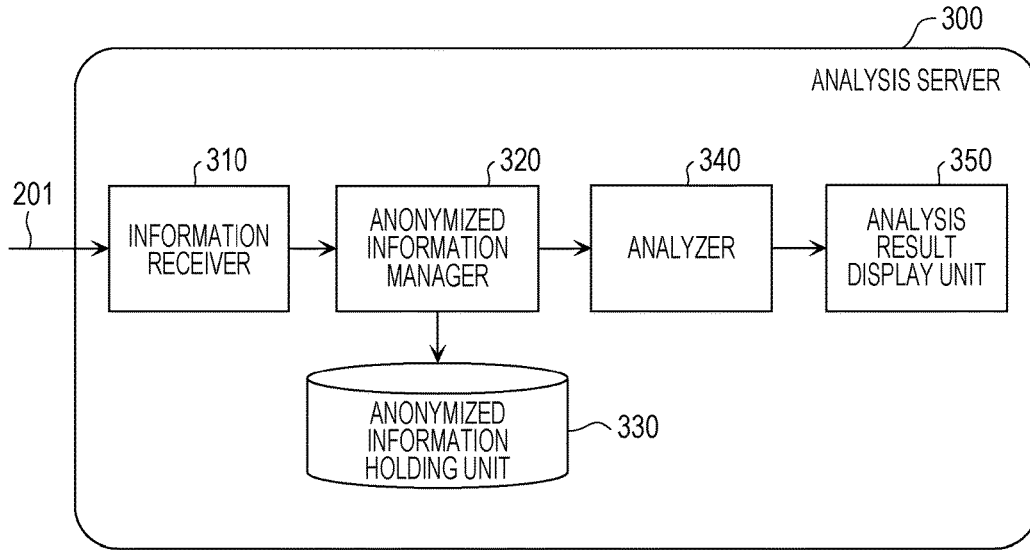 300
ANALYSIS SERVER
201
310
INFORMATION
RECEIVER
320
ANONYMIZED
INFORMATION
MANAGER
340
ANALYZER
350
ANALYSIS
RESULT
DISPLAY UNIT
ANONYMIZED
INFORMATION
HOLDING UNIT
330